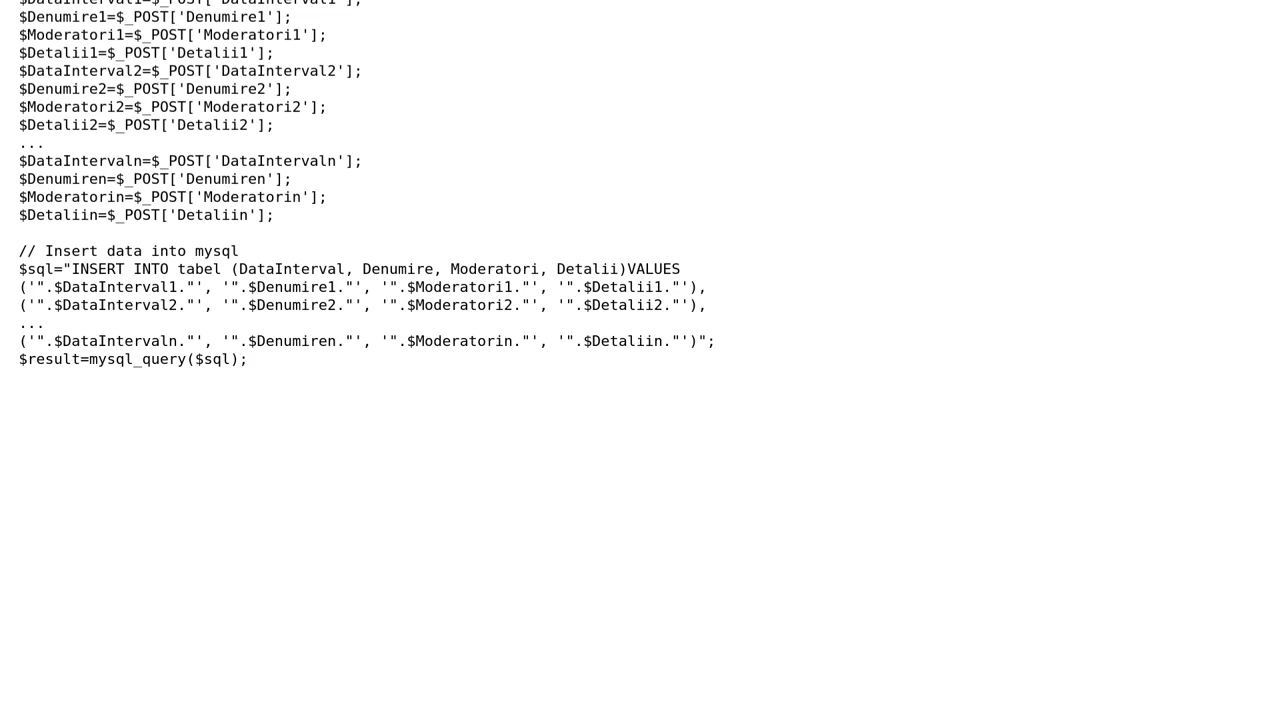 $DataInterval1=$_POST['DataInterval1'];
$Denumire1=$_POST['Denumire1'];
$Moderatori1=$_POST['Moderatori1'];
$Detalii1=$_POST['Detalii1'];
$DataInterval2=$_POST['DataInterval2'];
$Denumire2=$_POST['Denumire2'];
$Moderatori2=$_POST['Moderatori2'];
$Detalii2=$_POST['Detalii2'];
...
$DataIntervaln=$_POST['DataIntervaln'];
$Denumiren=$_POST['Denumiren'];
$Moderatorin=$_POST['Moderatorin'];
$Detaliin=$_POST['Detaliin'];

// Insert data into mysql
$sql="INSERT INTO tabel (DataInterval, Denumire, Moderatori, Detalii)VALUES
('".$DataInterval1."', '".$Denumire1."', '".$Moderatori1."', '".$Detalii1."'),
('".$DataInterval2."', '".$Denumire2."', '".$Moderatori2."', '".$Detalii2."'),
...
('".$DataIntervaln."', '".$Denumiren."', '".$Moderatorin."', '".$Detaliin."')";
$result=mysql_query($sql);